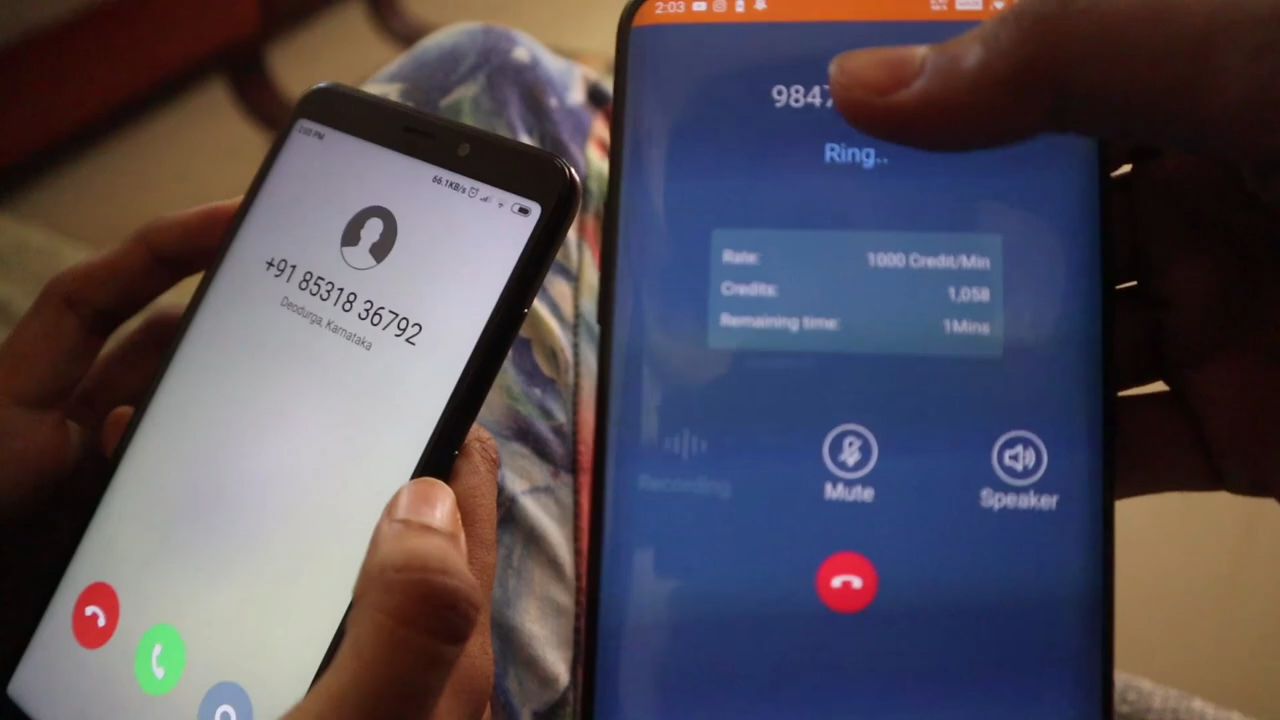 2:03 PM
66.1KB/s
+91 85318 36792
Deodurga, Karnataka
2:03
9847
Ring..
Rate: 1000 Credit/Min
Credits: 1,058
Remaining time: 1Mins
Recording
Mute
Speaker